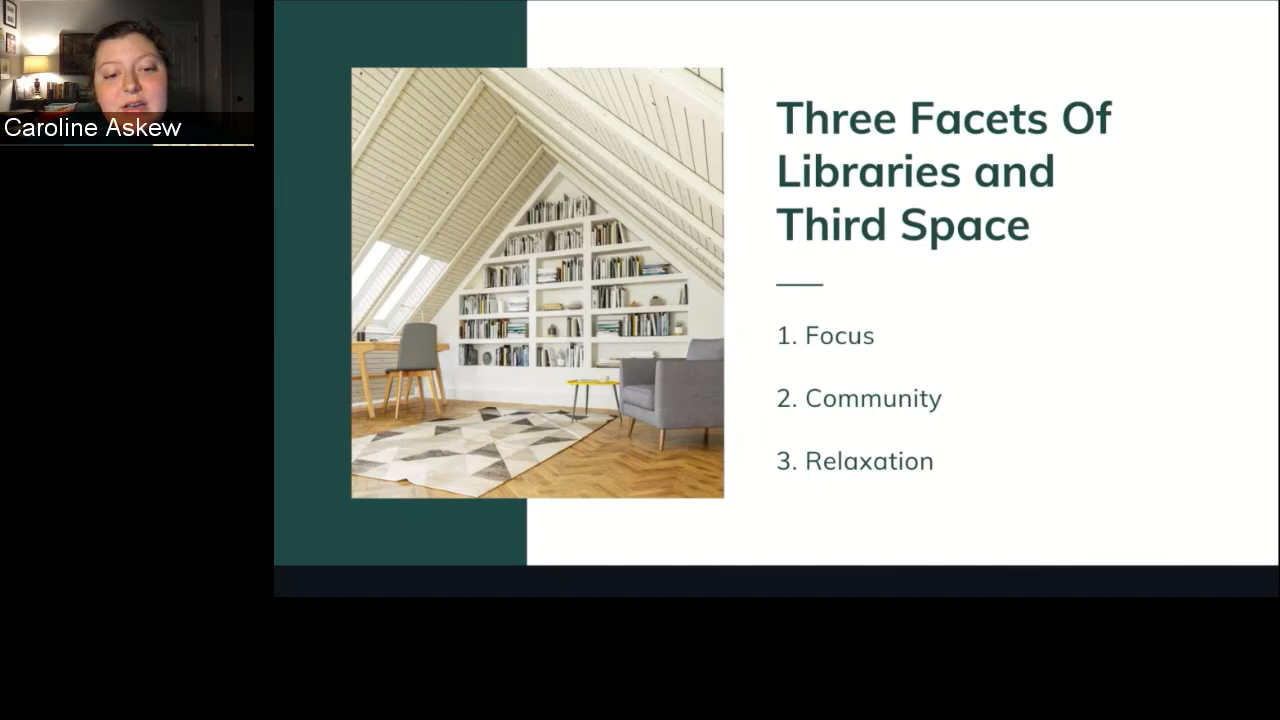 Caroline Askew
Three Facets Of
Libraries and
Third Space
1. Focus
2. Community
3. Relaxation